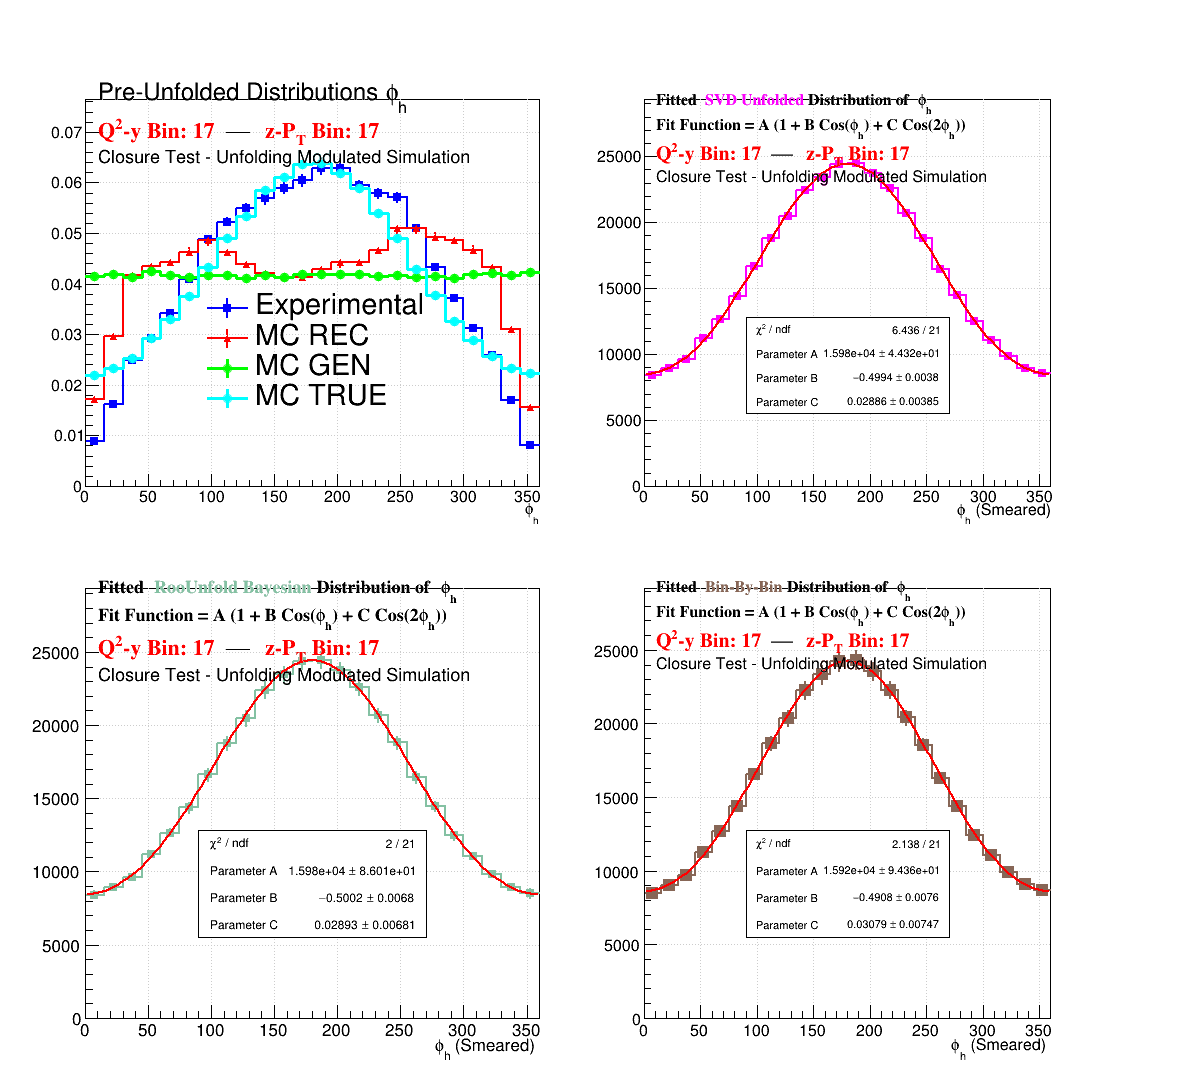 Pre-Unfolded Distributions ϕh
Q²-y Bin: 17 — z-PT Bin: 17
Closure Test - Unfolding Modulated Simulation
0.07
0.06
0.05
0.04
0.03
0.02
0.01
0
Experimental
MC REC
MC GEN
MC TRUE
0 50 100 150 200 250 300 350
ϕh
Fitted SVD Unfolded Distribution of ϕh
Fit Function = A (1 + B Cos(ϕh) + C Cos(2ϕh))
Q²-y Bin: 17 — z-PT Bin: 17
Closure Test - Unfolding Modulated Simulation
25000
20000
15000
10000
5000
0
χ² / ndf 6.436 / 21
Parameter A 1.598e+04 ± 4.432e+01
Parameter B −0.4994 ± 0.0038
Parameter C 0.02886 ± 0.00385
0 50 100 150 200 250 300 350
ϕh (Smeared)
Fitted RooUnfold Bayesian Distribution of ϕh
Fit Function = A (1 + B Cos(ϕh) + C Cos(2ϕh))
Q²-y Bin: 17 — z-PT Bin: 17
Closure Test - Unfolding Modulated Simulation
25000
20000
15000
10000
5000
0
χ² / ndf 2 / 21
Parameter A 1.598e+04 ± 8.601e+01
Parameter B −0.5002 ± 0.0068
Parameter C 0.02893 ± 0.00681
0 50 100 150 200 250 300 350
ϕh (Smeared)
Fitted Bin-By-Bin Distribution of ϕh
Fit Function = A (1 + B Cos(ϕh) + C Cos(2ϕh))
Q²-y Bin: 17 — z-PT Bin: 17
Closure Test - Unfolding Modulated Simulation
25000
20000
15000
10000
5000
0
χ² / ndf 2.138 / 21
Parameter A 1.592e+04 ± 9.436e+01
Parameter B −0.4908 ± 0.0076
Parameter C 0.03079 ± 0.00747
0 50 100 150 200 250 300 350
ϕh (Smeared)